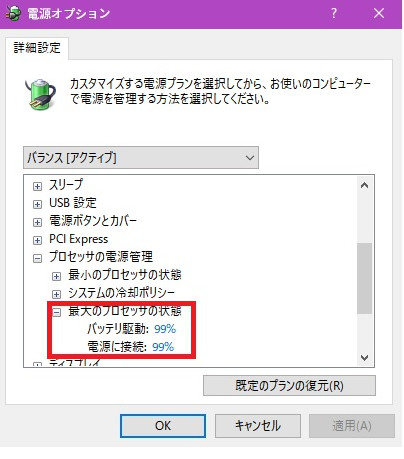 電源オプション
詳細設定
カスタマイズする電源プランを選択してから、お使いのコンピューター
で電源を管理する方法を選択してください。
バランス [アクティブ]
スリープ
USB 設定
電源ボタンとカバー
PCI Express
プロセッサの電源管理
最小のプロセッサの状態
システムの冷却ポリシー
最大のプロセッサの状態
バッテリ駆動: 99%
電源に接続: 99%
ディスプレイ
既定のプランの復元(R)
OK
キャンセル
適用(A)